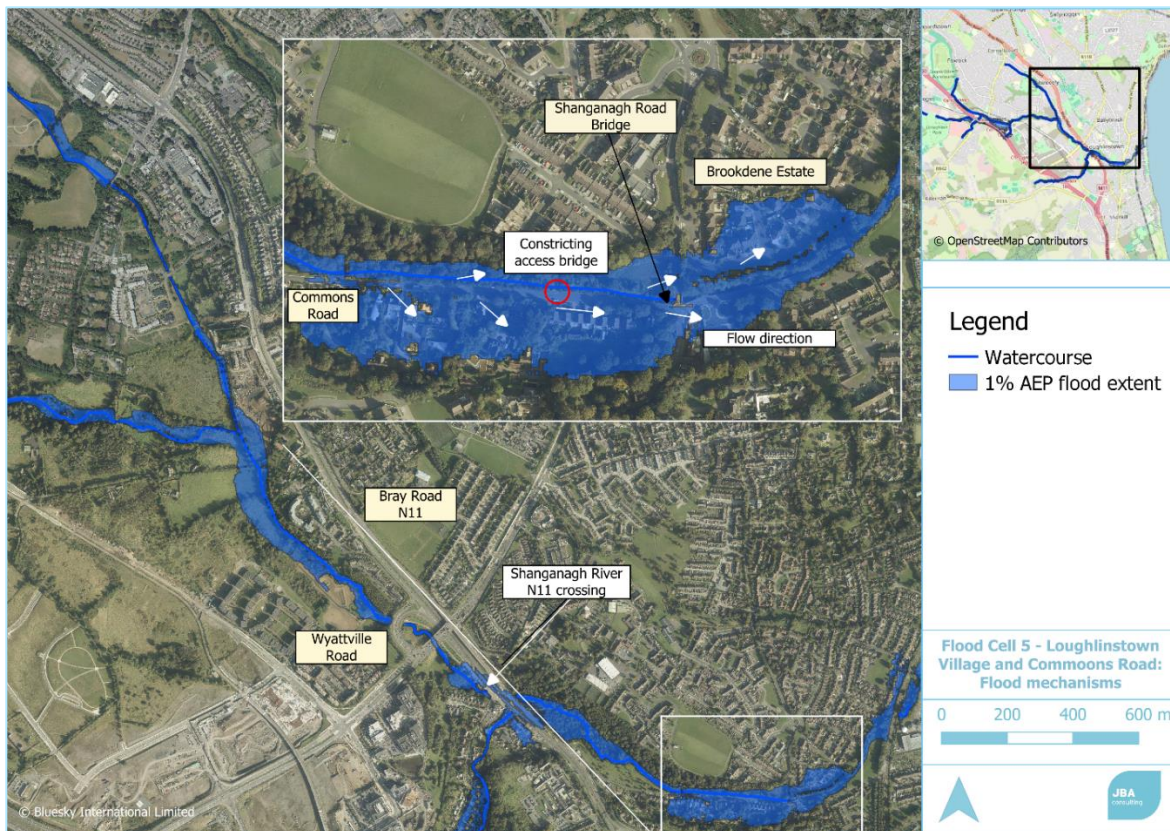 Shanganagh Road
Bridge
Brookdene Estate
Constricting
access bridge
Commons
Road
Flow direction
Bray Road
N11
Shanganagh River
N11 crossing
Wyattville
Road
© Bluesky International Limited
© OpenStreetMap Contributors
Legend
Watercourse
1% AEP flood extent
Flood Cell 5 - Loughlinstown
Village and Commoons Road:
Flood mechanisms
0 200 400 600 m
JBA
consulting